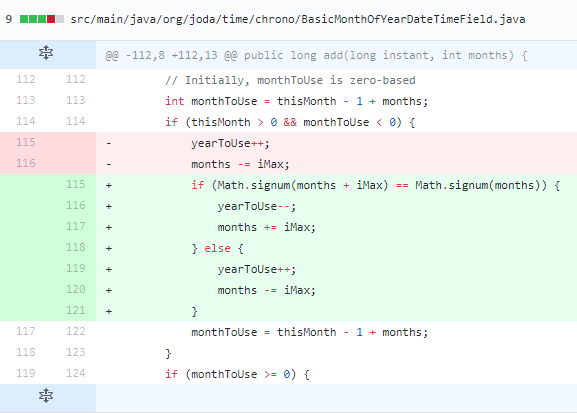 9 src/main/java/org/joda/time/chrono/BasicMonthOfYearDateTimeField.java
@@ -112,8 +112,13 @@ public long add(long instant, int months) {
112 112 // Initially, monthToUse is zero-based
113 113 int monthToUse = thisMonth - 1 + months;
114 114 if (thisMonth > 0 && monthToUse < 0) {
115 - yearToUse++;
116 - months -= iMax;
115 + if (Math.signum(months + iMax) == Math.signum(months)) {
116 + yearToUse--;
117 + months += iMax;
118 + } else {
119 + yearToUse++;
120 + months -= iMax;
121 + }
117 122 monthToUse = thisMonth - 1 + months;
118 123 }
119 124 if (monthToUse >= 0) {